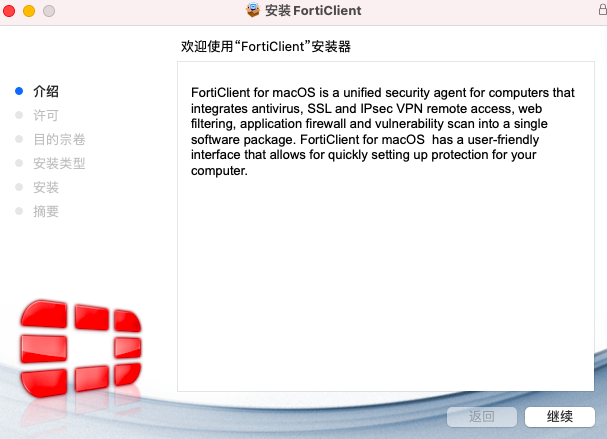 安装 FortiClient
欢迎使用“FortiClient”安装器
介绍
许可
目的宗卷
安装类型
安装
摘要
FortiClient for macOS is a unified security agent for computers that
integrates antivirus, SSL and IPsec VPN remote access, web
filtering, application firewall and vulnerability scan into a single
software package. FortiClient for macOS  has a user-friendly
interface that allows for quickly setting up protection for your
computer.
返回
继续